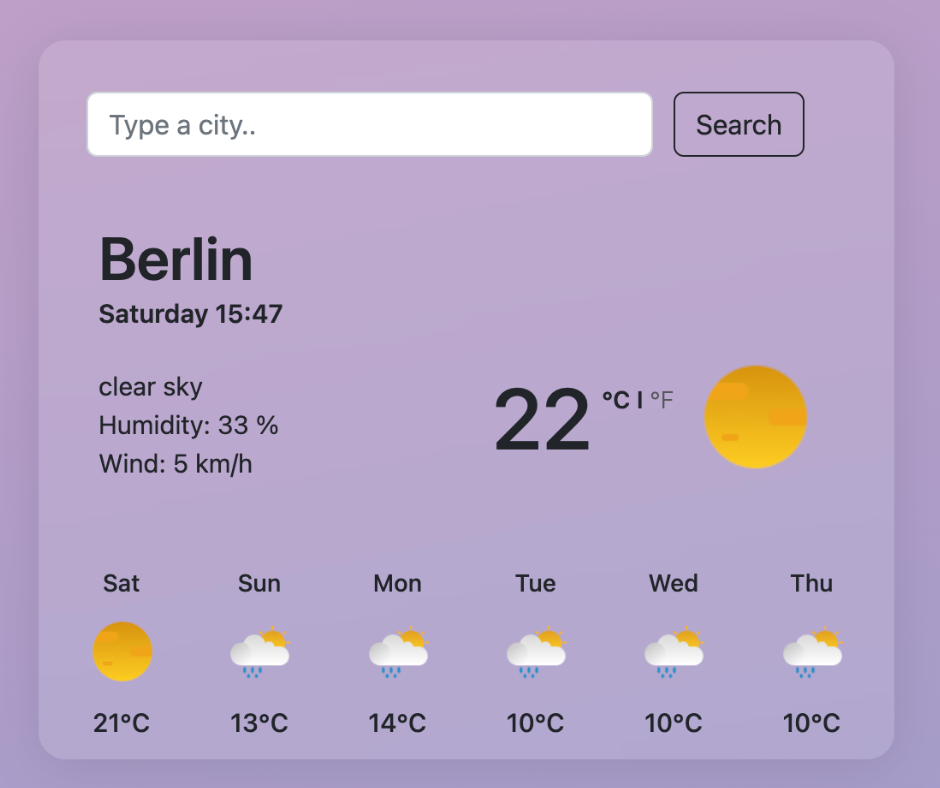 Type a city..
Search
Berlin
Saturday 15:47
clear sky
Humidity: 33 %
Wind: 5 km/h
22 °C | °F
Sat Sun Mon Tue Wed Thu
21°C 13°C 14°C 10°C 10°C 10°C